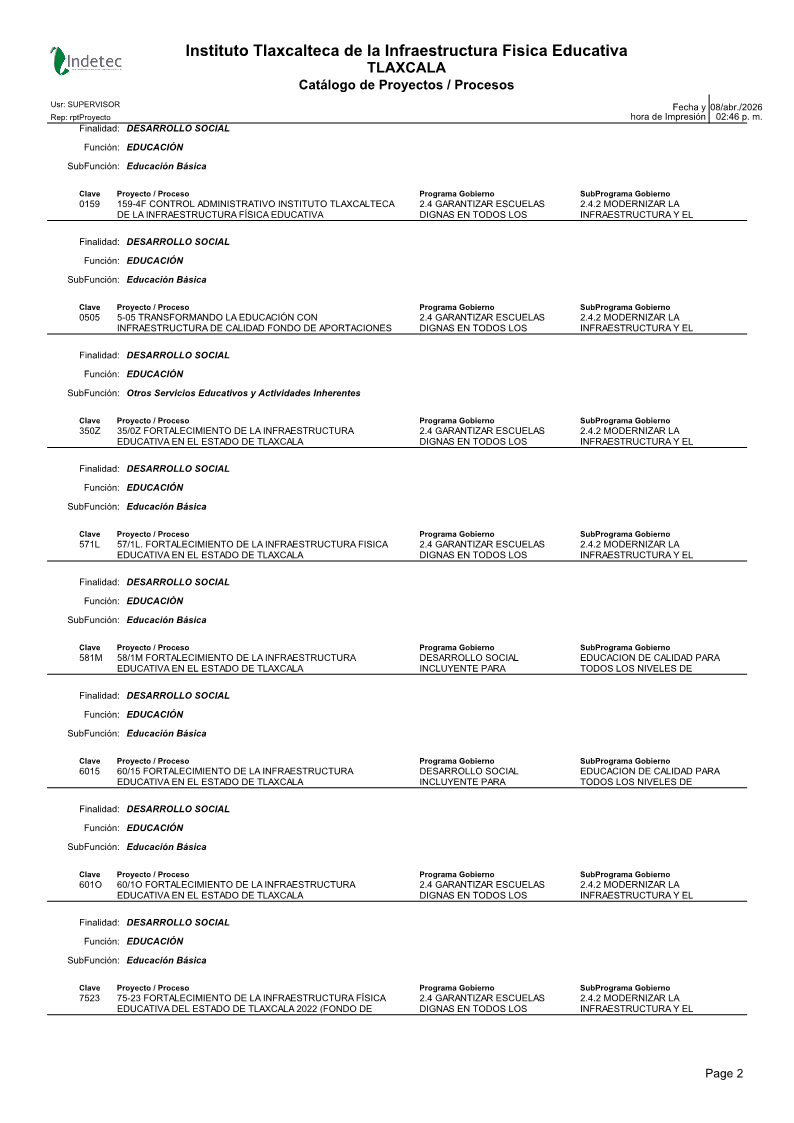 Indetec
Instituto Tlaxcalteca de la Infraestructura Fisica Educativa
TLAXCALA
Catálogo de Proyectos / Procesos
Usr: SUPERVISOR
Rep: rptProyecto
Fecha y 08/abr./2026
hora de Impresión 02:46 p. m.
Finalidad: DESARROLLO SOCIAL
Función: EDUCACIÓN
SubFunción: Educación Básica
Clave Proyecto / Proceso Programa Gobierno SubPrograma Gobierno
0159 159-4F CONTROL ADMINISTRATIVO INSTITUTO TLAXCALTECA 2.4 GARANTIZAR ESCUELAS 2.4.2 MODERNIZAR LA
DE LA INFRAESTRUCTURA FÍSICA EDUCATIVA DIGNAS EN TODOS LOS INFRAESTRUCTURA Y EL
Finalidad: DESARROLLO SOCIAL
Función: EDUCACIÓN
SubFunción: Educación Básica
Clave Proyecto / Proceso Programa Gobierno SubPrograma Gobierno
0505 5-05 TRANSFORMANDO LA EDUCACIÓN CON 2.4 GARANTIZAR ESCUELAS 2.4.2 MODERNIZAR LA
INFRAESTRUCTURA DE CALIDAD FONDO DE APORTACIONES DIGNAS EN TODOS LOS INFRAESTRUCTURA Y EL
Finalidad: DESARROLLO SOCIAL
Función: EDUCACIÓN
SubFunción: Otros Servicios Educativos y Actividades Inherentes
Clave Proyecto / Proceso Programa Gobierno SubPrograma Gobierno
350Z 35/0Z FORTALECIMIENTO DE LA INFRAESTRUCTURA 2.4 GARANTIZAR ESCUELAS 2.4.2 MODERNIZAR LA
EDUCATIVA EN EL ESTADO DE TLAXCALA DIGNAS EN TODOS LOS INFRAESTRUCTURA Y EL
Finalidad: DESARROLLO SOCIAL
Función: EDUCACIÓN
SubFunción: Educación Básica
Clave Proyecto / Proceso Programa Gobierno SubPrograma Gobierno
571L 57/1L. FORTALECIMIENTO DE LA INFRAESTRUCTURA FISICA 2.4 GARANTIZAR ESCUELAS 2.4.2 MODERNIZAR LA
EDUCATIVA EN EL ESTADO DE TLAXCALA DIGNAS EN TODOS LOS INFRAESTRUCTURA Y EL
Finalidad: DESARROLLO SOCIAL
Función: EDUCACIÓN
SubFunción: Educación Básica
Clave Proyecto / Proceso Programa Gobierno SubPrograma Gobierno
581M 58/1M FORTALECIMIENTO DE LA INFRAESTRUCTURA DESARROLLO SOCIAL EDUCACION DE CALIDAD PARA
EDUCATIVA EN EL ESTADO DE TLAXCALA INCLUYENTE PARA TODOS LOS NIVELES DE
Finalidad: DESARROLLO SOCIAL
Función: EDUCACIÓN
SubFunción: Educación Básica
Clave Proyecto / Proceso Programa Gobierno SubPrograma Gobierno
6015 60/15 FORTALECIMIENTO DE LA INFRAESTRUCTURA DESARROLLO SOCIAL EDUCACION DE CALIDAD PARA
EDUCATIVA EN EL ESTADO DE TLAXCALA INCLUYENTE PARA TODOS LOS NIVELES DE
Finalidad: DESARROLLO SOCIAL
Función: EDUCACIÓN
SubFunción: Educación Básica
Clave Proyecto / Proceso Programa Gobierno SubPrograma Gobierno
601O 60/1O FORTALECIMIENTO DE LA INFRAESTRUCTURA 2.4 GARANTIZAR ESCUELAS 2.4.2 MODERNIZAR LA
EDUCATIVA EN EL ESTADO DE TLAXCALA DIGNAS EN TODOS LOS INFRAESTRUCTURA Y EL
Finalidad: DESARROLLO SOCIAL
Función: EDUCACIÓN
SubFunción: Educación Básica
Clave Proyecto / Proceso Programa Gobierno SubPrograma Gobierno
7523 75-23 FORTALECIMIENTO DE LA INFRAESTRUCTURA FÍSICA 2.4 GARANTIZAR ESCUELAS 2.4.2 MODERNIZAR LA
EDUCATIVA DEL ESTADO DE TLAXCALA 2022 (FONDO DE DIGNAS EN TODOS LOS INFRAESTRUCTURA Y EL
Page 2